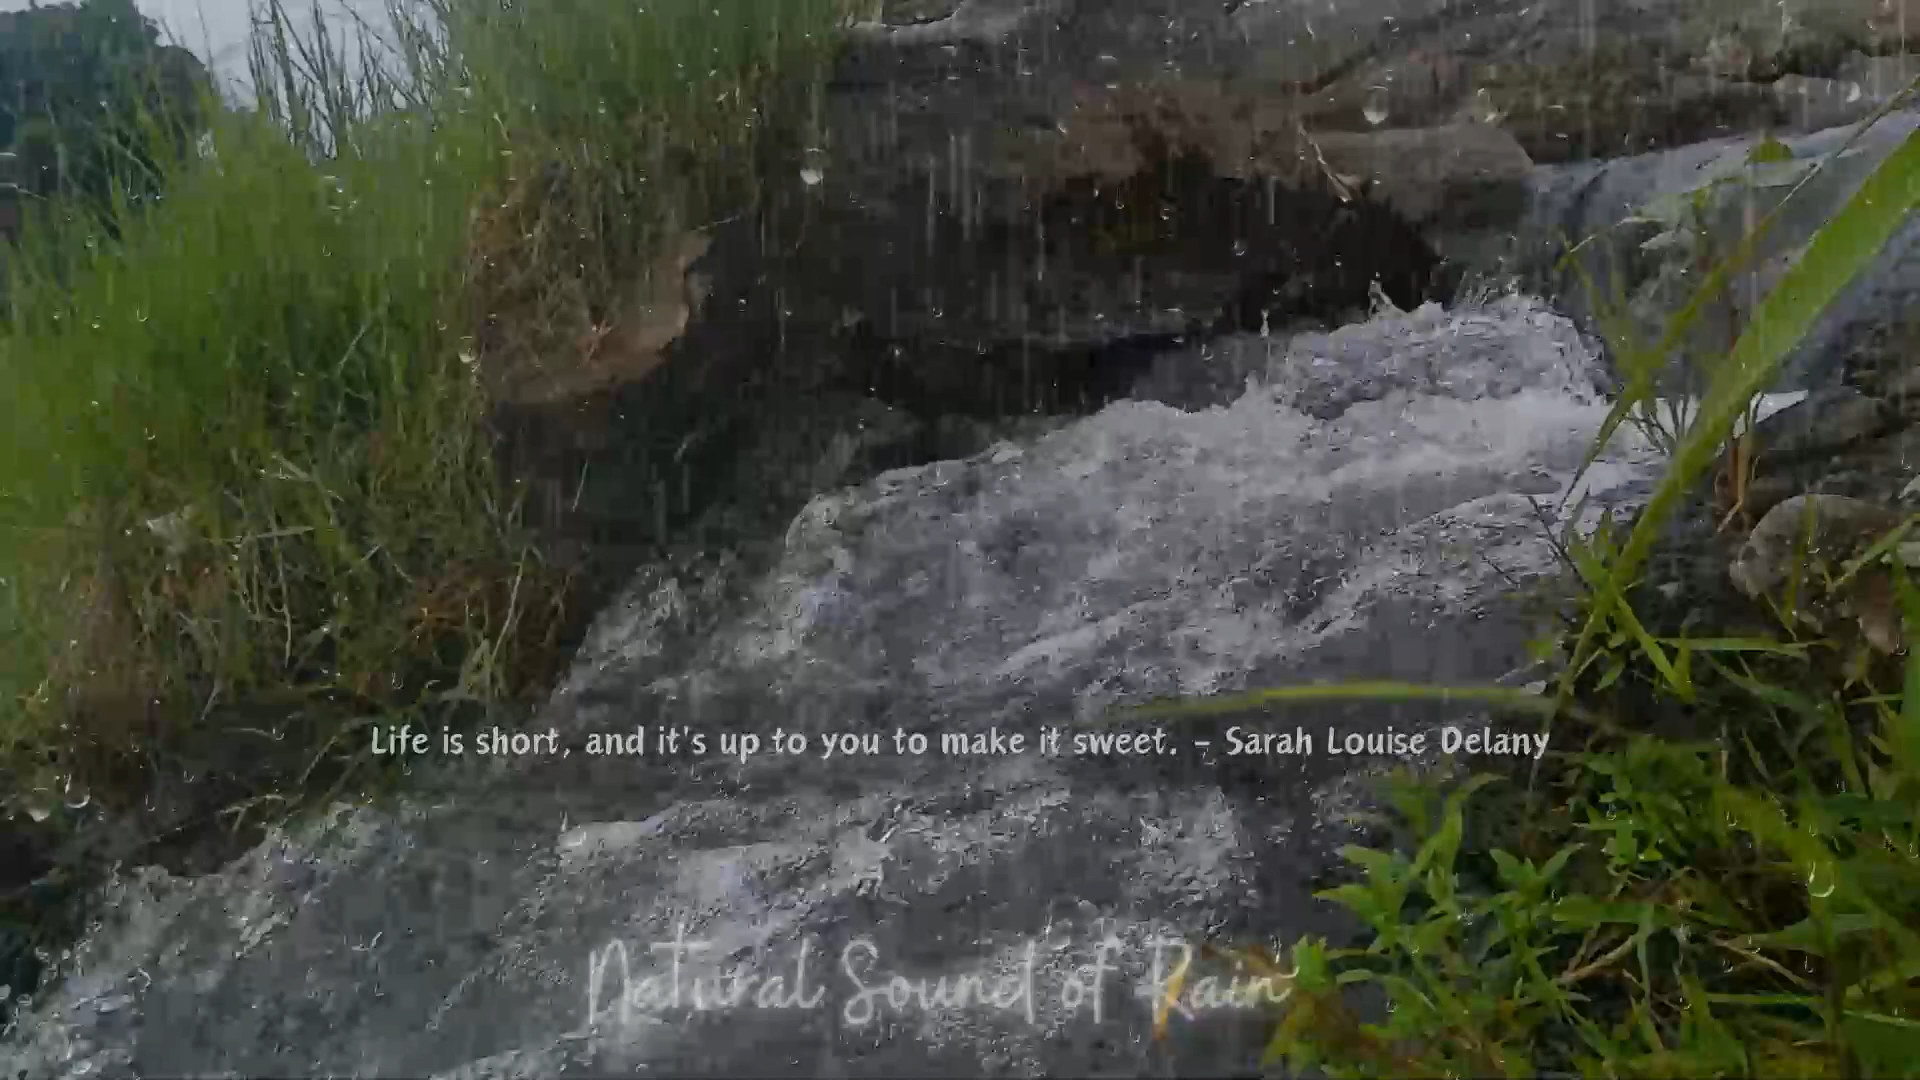 Life is short, and it's up to you to make it sweet. – Sarah Louise Delany
Natural Sound of Rain